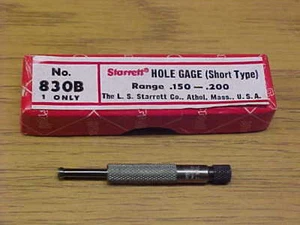 No.
830B
1 ONLY
Starrett® HOLE GAGE (Short Type)
Range .150 — .200
The L. S. Starrett Co., Athol, Mass., U. S. A.